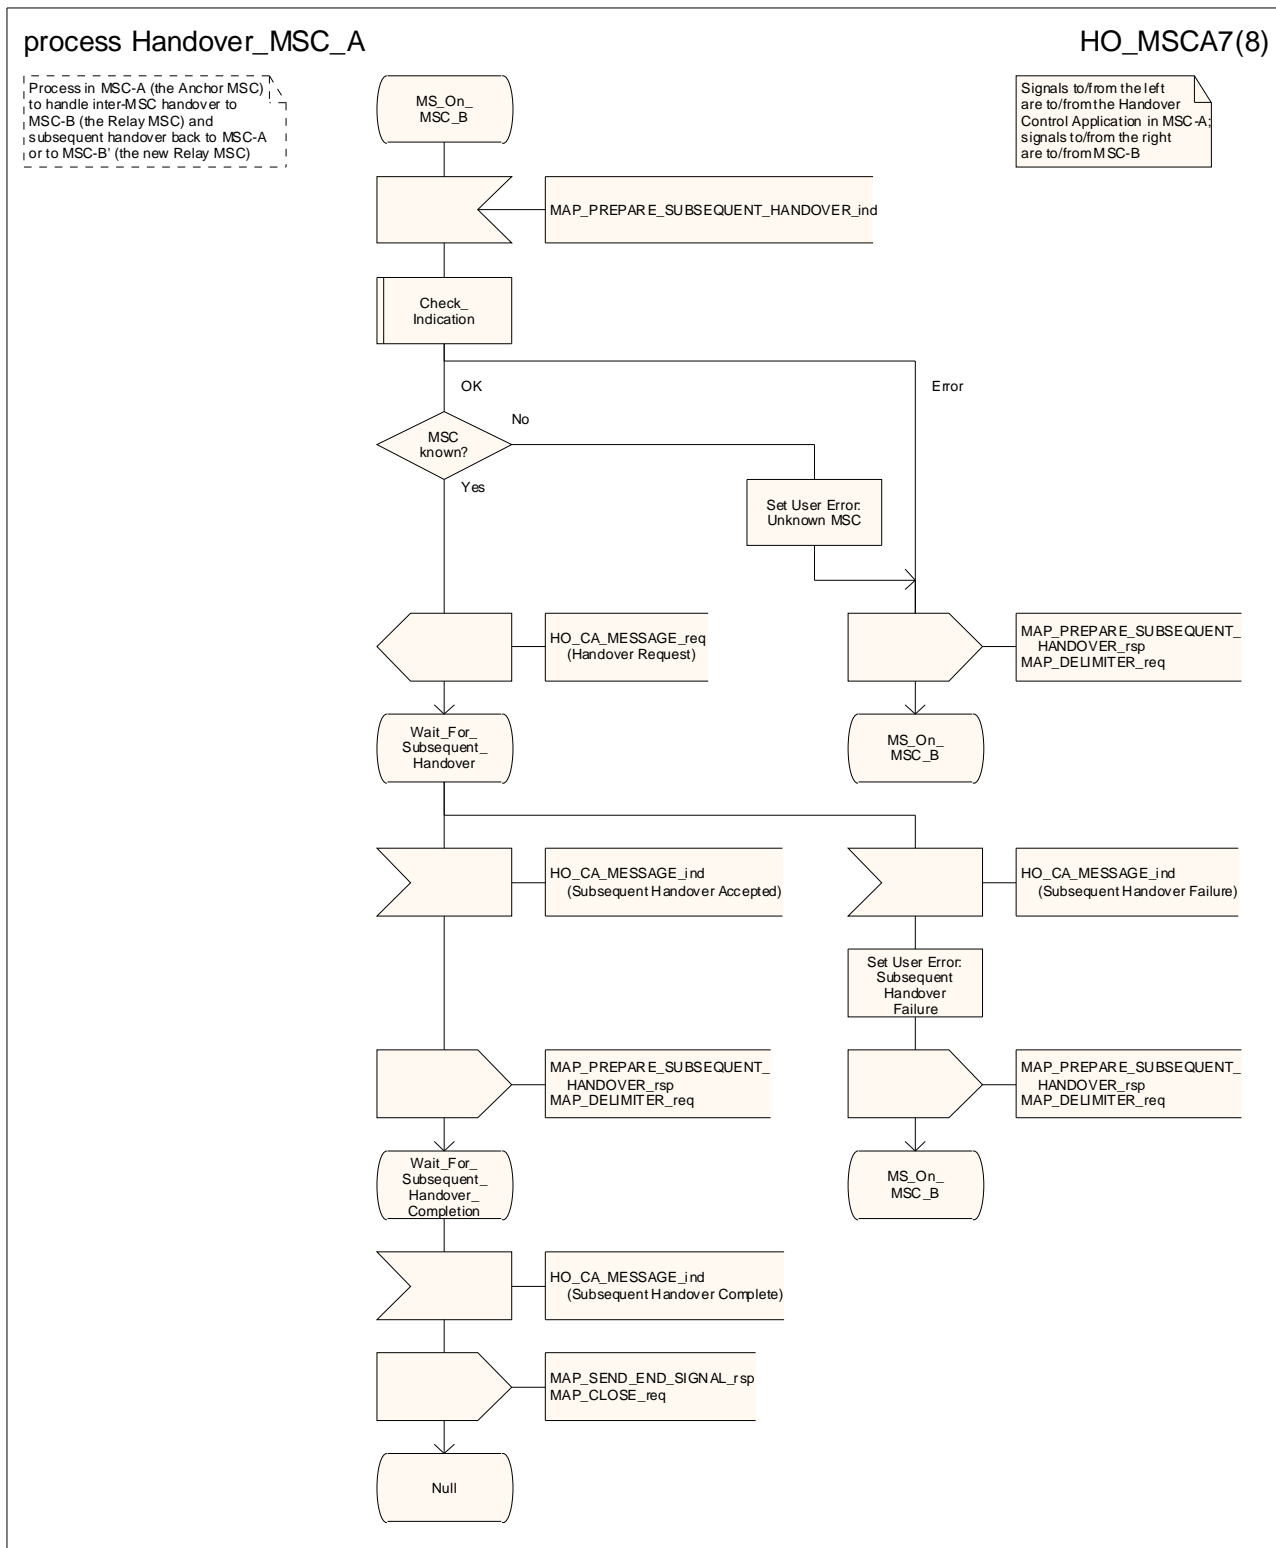 process Handover_MSC_A
HO_MSCA7(8)
Process in MSC-A (the Anchor MSC)
to handle inter-MSC handover to
MSC-B (the Relay MSC) and
subsequent handover back to MSC-A
or to MSC-B' (the new Relay MSC)
MS_On_
MSC_B
Signals to/from the left
are to/from the Handover
Control Application in MSC-A;
signals to/from the right
are to/from MSC-B
MAP_PREPARE_SUBSEQUENT_HANDOVER_ind
Check_
Indication
OK
Error
MSC
known?
No
Yes
Set User Error:
Unknown MSC
HO_CA_MESSAGE_req
(Handover Request)
MAP_PREPARE_SUBSEQUENT_
HANDOVER_rsp
MAP_DELIMITER_req
Wait_For_
Subsequent_
Handover
MS_On_
MSC_B
HO_CA_MESSAGE_ind
(Subsequent Handover Accepted)
HO_CA_MESSAGE_ind
(Subsequent Handover Failure)
Set User Error:
Subsequent
Handover
Failure
MAP_PREPARE_SUBSEQUENT_
HANDOVER_rsp
MAP_DELIMITER_req
MAP_PREPARE_SUBSEQUENT_
HANDOVER_rsp
MAP_DELIMITER_req
Wait_For_
Subsequent_
Handover_
Completion
MS_On_
MSC_B
HO_CA_MESSAGE_ind
(Subsequent Handover Complete)
MAP_SEND_END_SIGNAL_rsp
MAP_CLOSE_req
Null